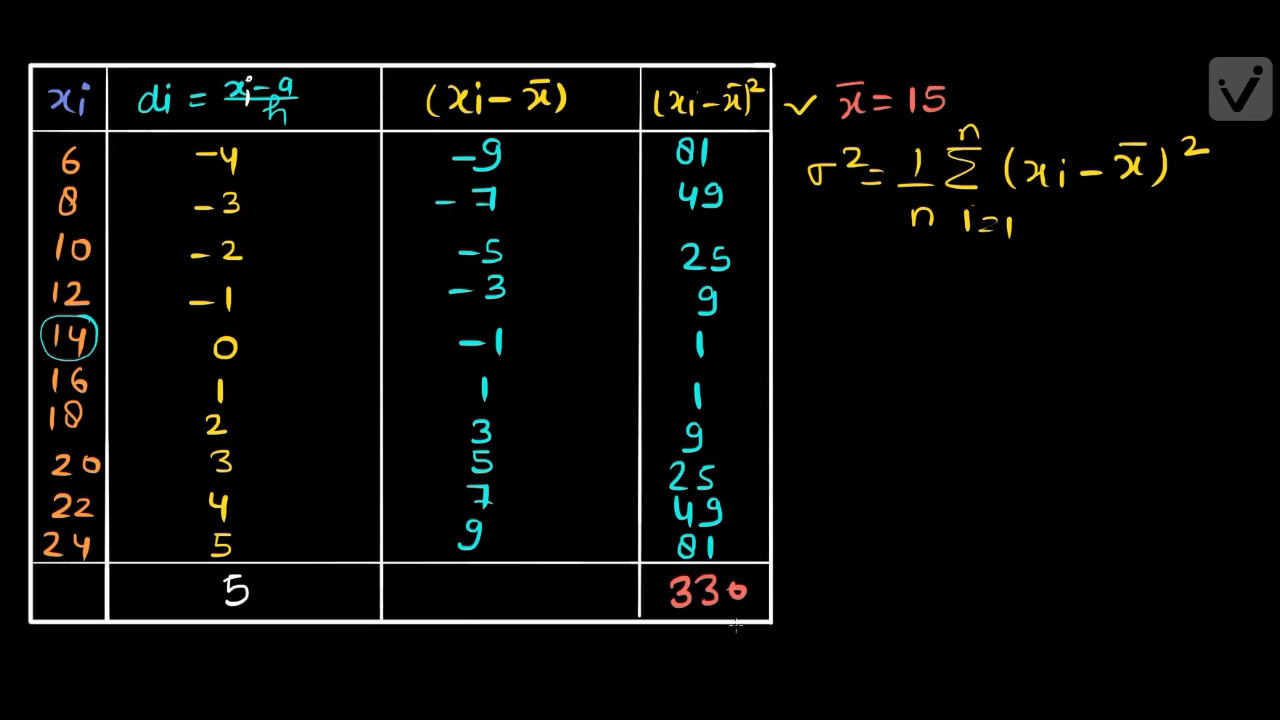 xi di = xi - a / h (xi - x̄) (xi - x̄)² ✓ x̄ = 15
σ² = 1/n Σ n i=1 (xi - x̄)²
6 -4 -9 81
8 -3 -7 49
10 -2 -5 25
12 -1 -3 9
14 0 -1 1
16 1 1 1
18 2 3 9
20 3 5 25
22 4 7 49
24 5 9 81
5 330